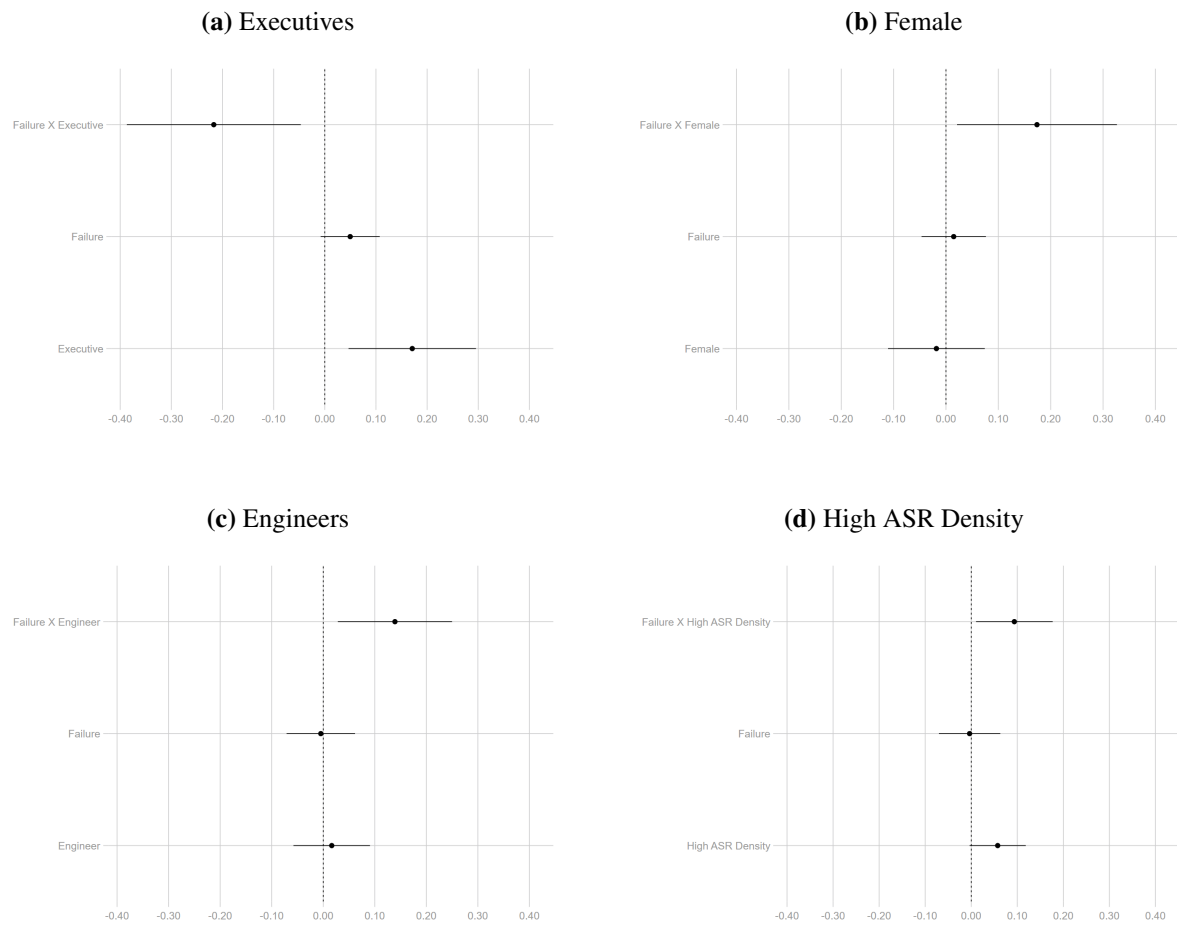 (a) Executives
Failure X Executive
Failure
Executive
-0.40 -0.30 -0.20 -0.10 0.00 0.10 0.20 0.30 0.40
(b) Female
Failure X Female
Failure
Female
-0.40 -0.30 -0.20 -0.10 0.00 0.10 0.20 0.30 0.40
(c) Engineers
Failure X Engineer
Failure
Engineer
-0.40 -0.30 -0.20 -0.10 0.00 0.10 0.20 0.30 0.40
(d) High ASR Density
Failure X High ASR Density
Failure
High ASR Density
-0.40 -0.30 -0.20 -0.10 0.00 0.10 0.20 0.30 0.40